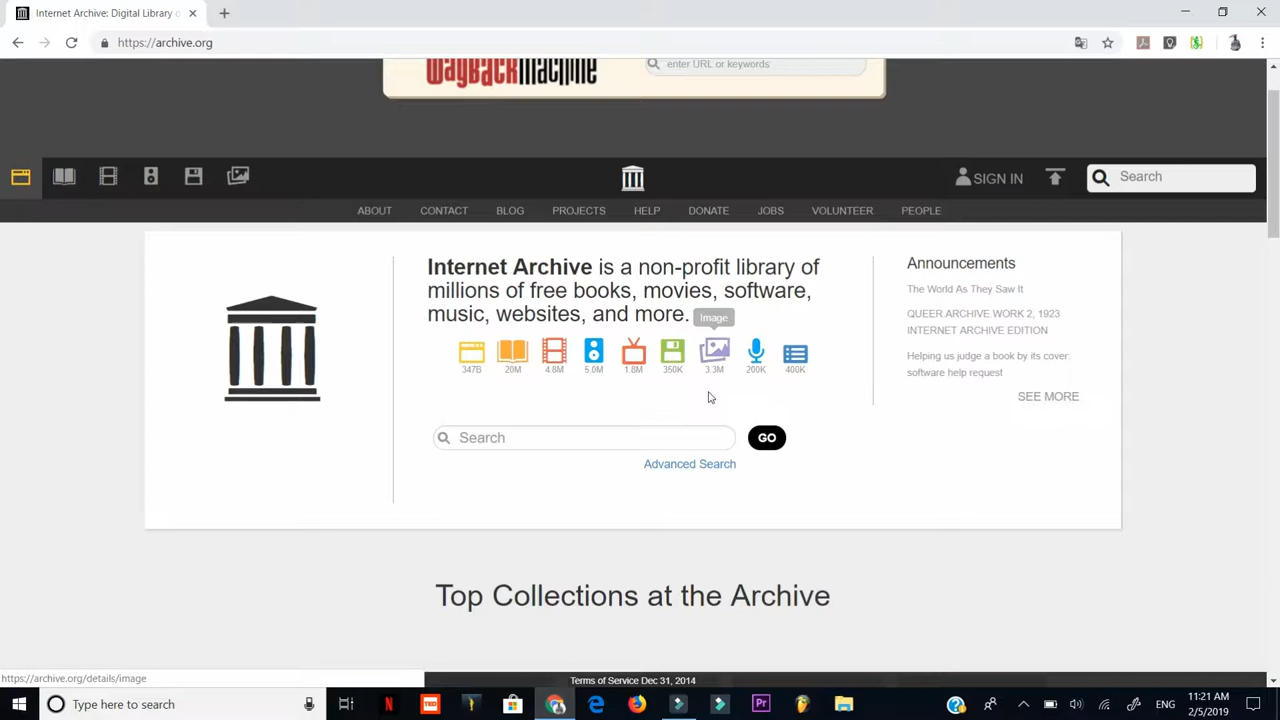 Internet Archive: Digital Library o
https://archive.org
WayBackMachine
enter URL or keywords
SIGN IN
Search
ABOUT CONTACT BLOG PROJECTS HELP DONATE JOBS VOLUNTEER PEOPLE
Internet Archive is a non-profit library of
millions of free books, movies, software,
music, websites, and more.
Image
347B 20M 4.8M 5.0M 1.8M 350K 3.3M 200K 400K
Search
GO
Advanced Search
Announcements
The World As They Saw It
QUEER.ARCHIVE.WORK 2, 1923
INTERNET ARCHIVE EDITION
Helping us judge a book by its cover:
software help request
SEE MORE
Top Collections at the Archive
https://archive.org/details/image
Terms of Service Dec 31, 2014
Type here to search
N
TED
Pr
ENG
11:21 AM
2/5/2019